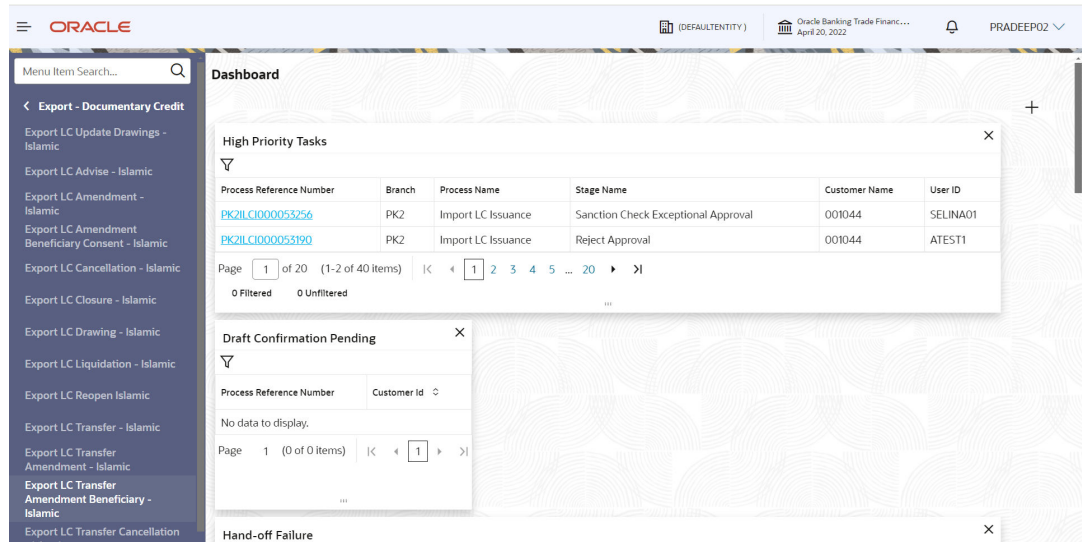 ORACLE
(DEFAULTENTITY)
Oracle Banking Trade Financ...
April 20, 2022
PRADEEP02
Menu Item Search...
Export - Documentary Credit
Export LC Update Drawings -
Islamic
Export LC Advise - Islamic
Export LC Amendment -
Islamic
Export LC Amendment
Beneficiary Consent - Islamic
Export LC Cancellation - Islamic
Export LC Closure - Islamic
Export LC Drawing - Islamic
Export LC Liquidation - Islamic
Export LC Reopen Islamic
Export LC Transfer - Islamic
Export LC Transfer
Amendment - Islamic
Export LC Transfer
Amendment Beneficiary -
Islamic
Export LC Transfer Cancellation
Dashboard
High Priority Tasks
Process Reference Number Branch Process Name Stage Name Customer Name User ID
PK2ILCI000053256 PK2 Import LC Issuance Sanction Check Exceptional Approval 001044 SELINA01
PK2ILCI000053190 PK2 Import LC Issuance Reject Approval 001044 ATEST1
Page 1 of 20 (1-2 of 40 items) 1 2 3 4 5 ... 20
0 Filtered 0 Unfiltered
Draft Confirmation Pending
Process Reference Number Customer Id
No data to display.
Page 1 (0 of 0 items) 1
Hand-off Failure